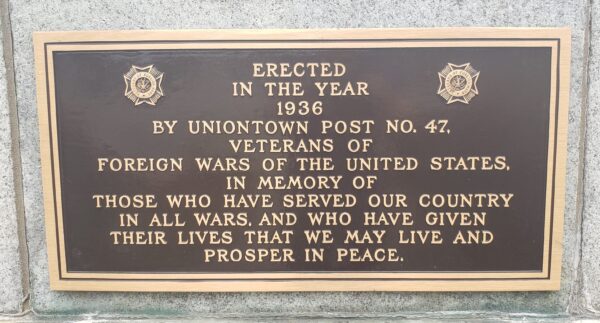 ERECTED
IN THE YEAR
1936
BY UNIONTOWN POST NO. 47,
VETERANS OF
FOREIGN WARS OF THE UNITED STATES,
IN MEMORY OF
THOSE WHO HAVE SERVED OUR COUNTRY
IN ALL WARS, AND WHO HAVE GIVEN
THEIR LIVES THAT WE MAY LIVE AND
PROSPER IN PEACE.